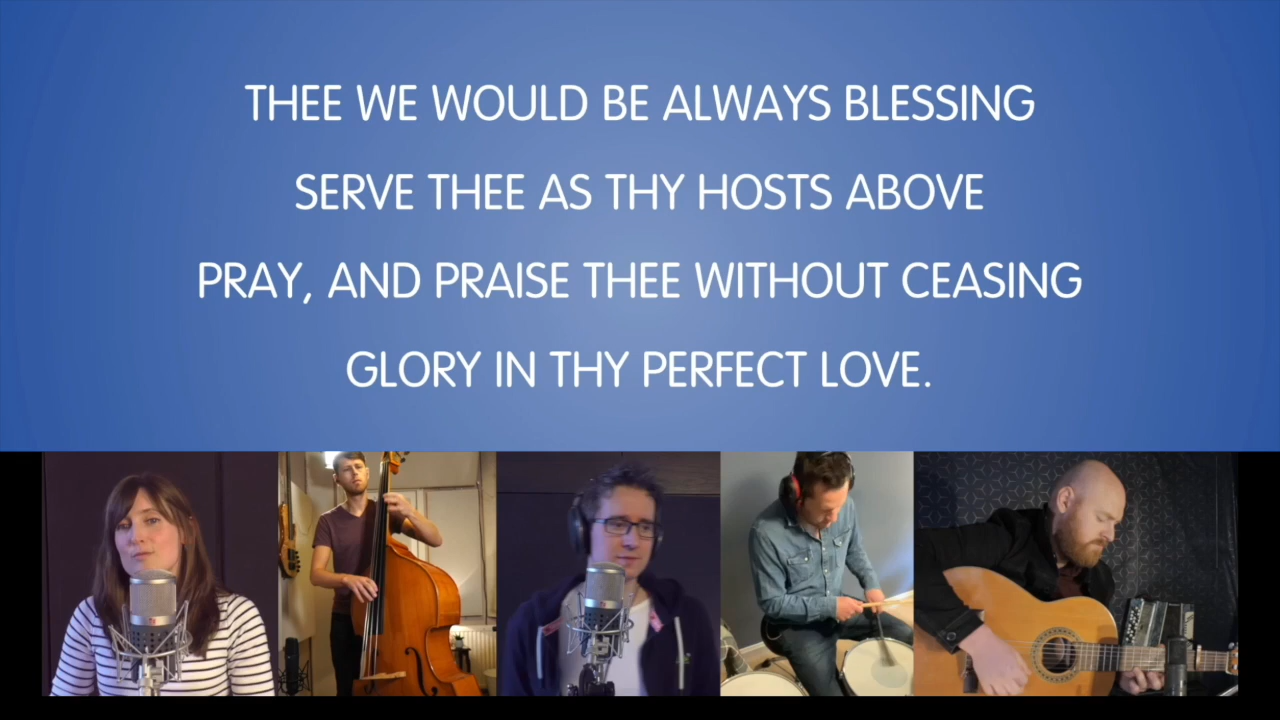 THEE WE WOULD BE ALWAYS BLESSING
SERVE THEE AS THY HOSTS ABOVE
PRAY, AND PRAISE THEE WITHOUT CEASING
GLORY IN THY PERFECT LOVE.